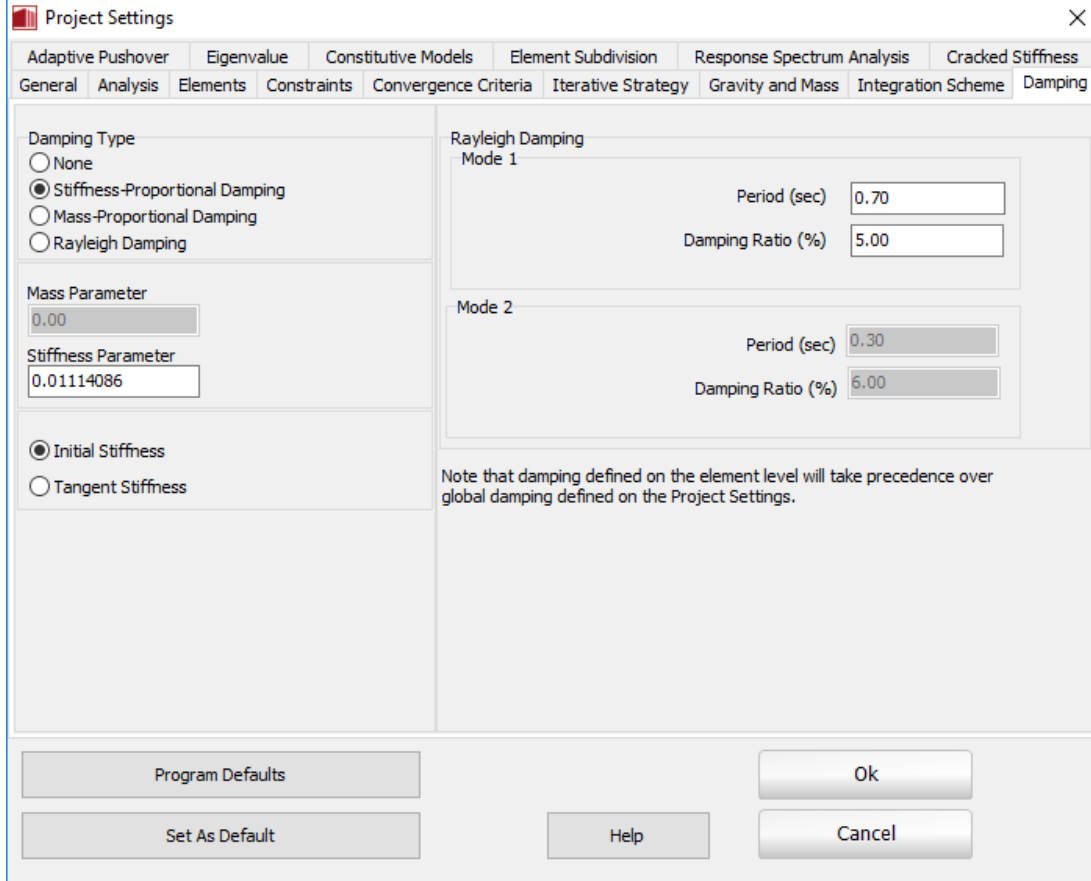 Project Settings
Adaptive Pushover Eigenvalue Constitutive Models Element Subdivision Response Spectrum Analysis Cracked Stiffness
General Analysis Elements Constraints Convergence Criteria Iterative Strategy Gravity and Mass Integration Scheme Damping
Damping Type
None
Stiffness-Proportional Damping
Mass-Proportional Damping
Rayleigh Damping
Mass Parameter
0.00
Stiffness Parameter
0.01114086
Initial Stiffness
Tangent Stiffness
Rayleigh Damping
Mode 1
Period (sec) 0.70
Damping Ratio (%) 5.00
Mode 2
Period (sec) 0.30
Damping Ratio (%) 6.00
Note that damping defined on the element level will take precedence over
global damping defined on the Project Settings.
Program Defaults
Ok
Set As Default
Help
Cancel